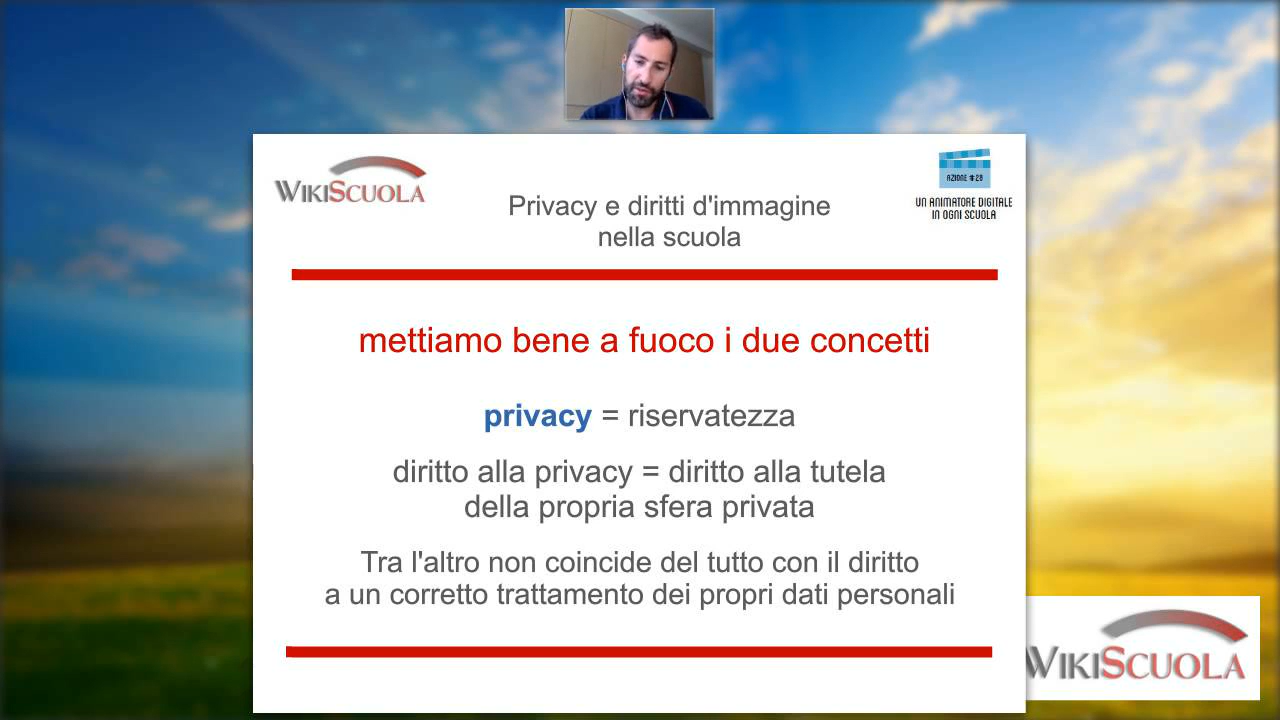 WIKISCUOLA
AZIONE #28
UN ANIMATORE DIGITALE
IN OGNI SCUOLA
Privacy e diritti d'immagine
nella scuola
mettiamo bene a fuoco i due concetti
privacy = riservatezza
diritto alla privacy = diritto alla tutela
della propria sfera privata
Tra l'altro non coincide del tutto con il diritto
a un corretto trattamento dei propri dati personali
WIKISCUOLA